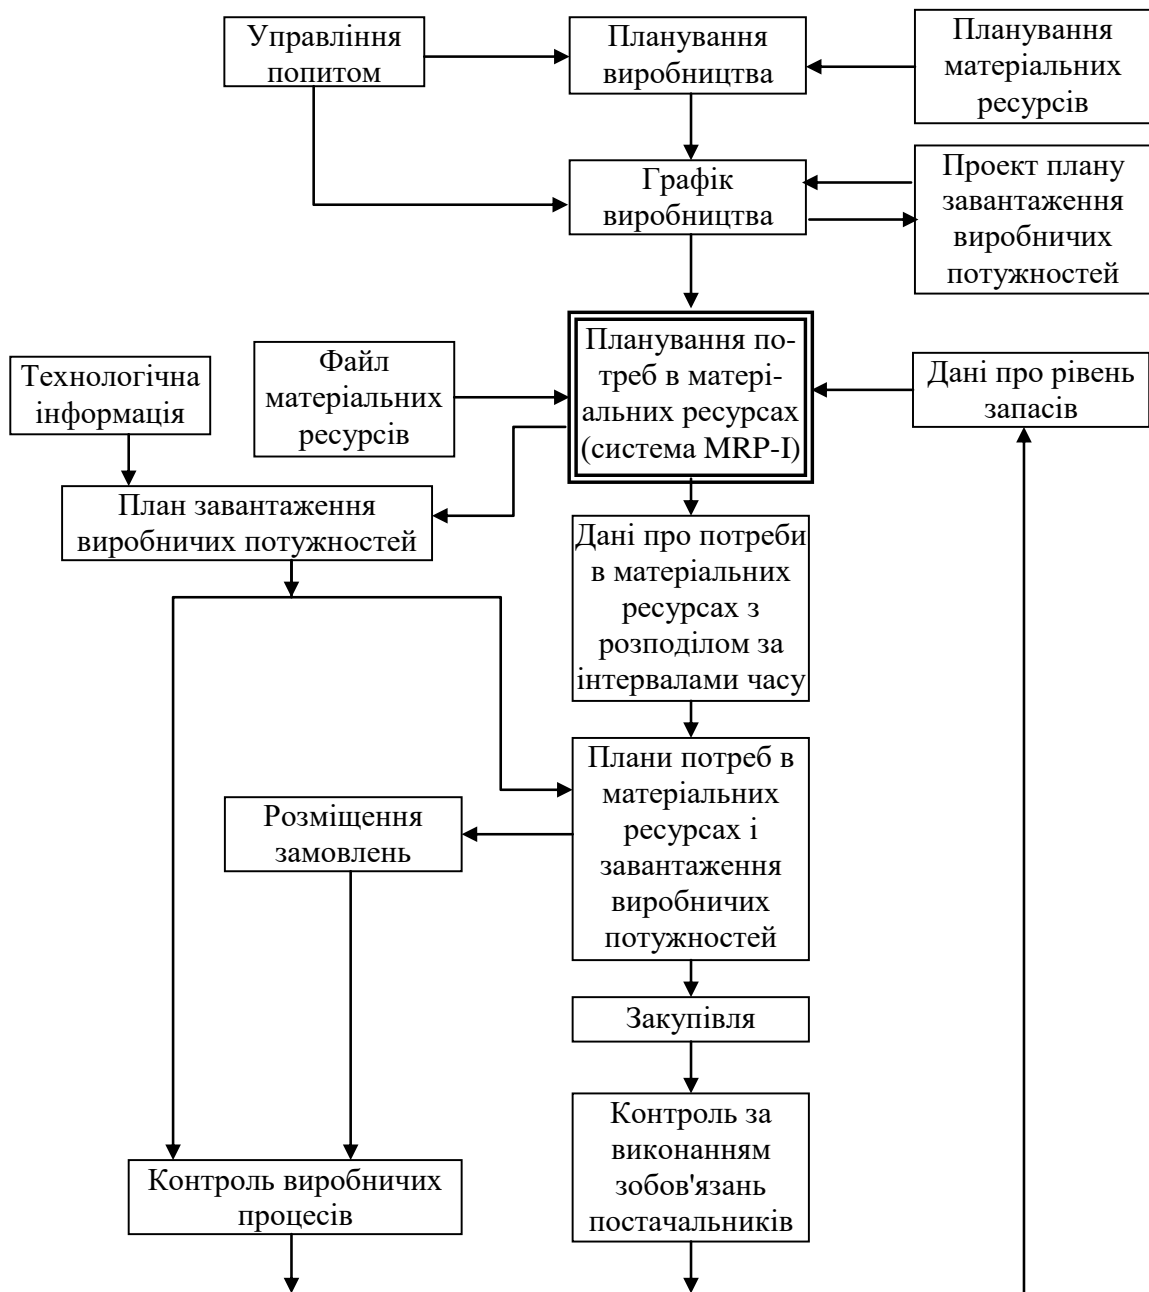 Управління
попитом
Планування
виробництва
Планування
матеріальних
ресурсів
Графік
виробництва
Проект плану
завантаження
виробничих
потужностей
Технологічна
інформація
Файл
матеріальних
ресурсів
Планування по-
треб в матері-
альних ресурсах
(система MRP-I)
Дані про рівень
запасів
План завантаження
виробничих потужностей
Дані про потреби
в матеріальних
ресурсах з
розподілом за
інтервалами часу
Плани потреб в
матеріальних
ресурсах і
завантаження
виробничих
потужностей
Розміщення
замовлень
Закупівля
Контроль за
виконанням
зобов'язань
постачальників
Контроль виробничих
процесів